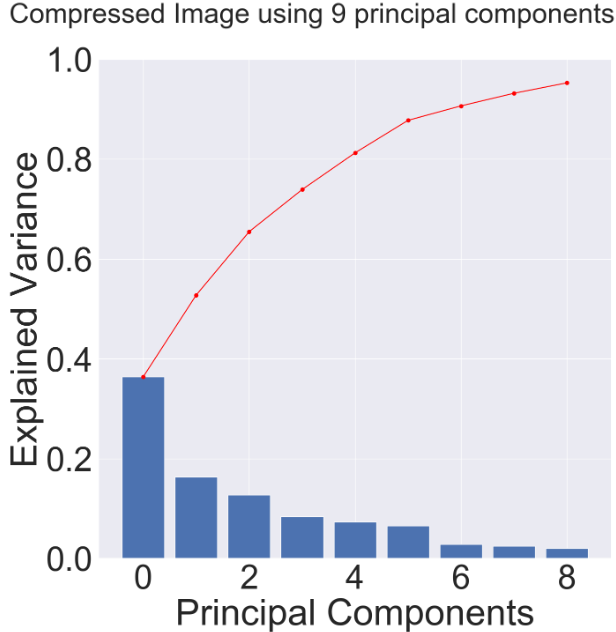 Compressed Image using 9 principal components
1.0
0.8
0.6
0.4
0.2
0.0
Explained Variance
0 2 4 6 8
Principal Components